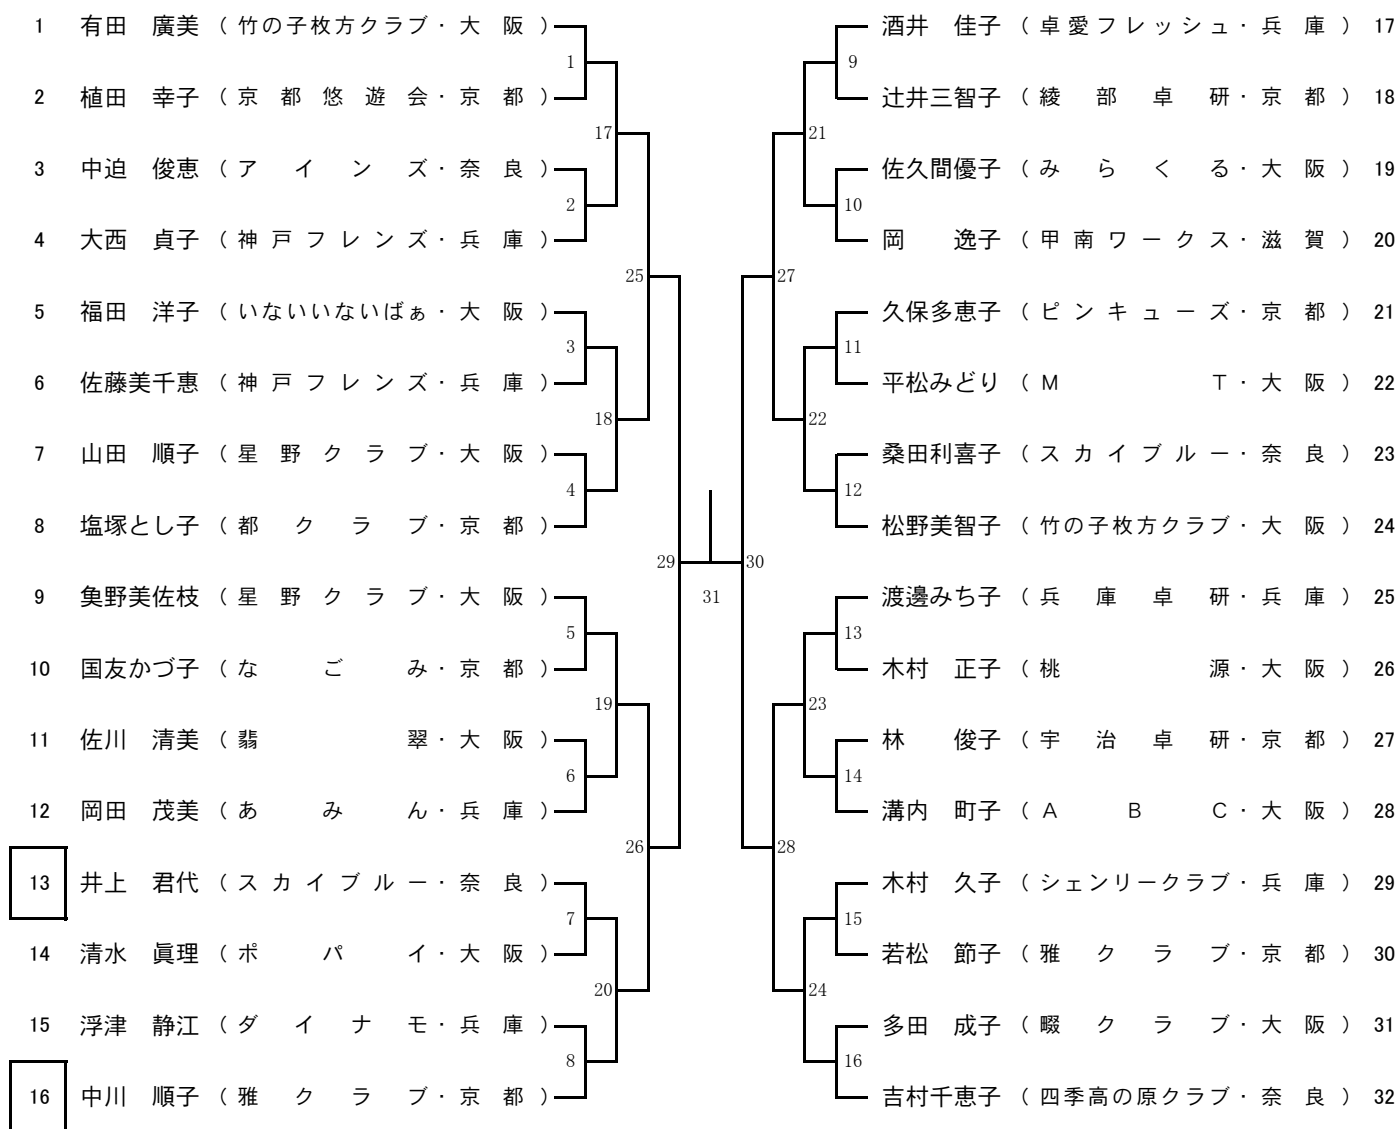 1 有田 廣美 (竹の子枚方クラブ・大 阪)
2 植田 幸子 (京都悠遊会・京 都)
3 中迫 俊恵 (アインズ・奈 良)
4 大西 貞子 (神戸フレンズ・兵 庫)
5 福田 洋子 (いないいないばぁ・大 阪)
6 佐藤美千惠 (神戸フレンズ・兵 庫)
7 山田 順子 (星野クラブ・大 阪)
8 塩塚とし子 (都クラブ・京 都)
9 奥野美佐枝 (星野クラブ・大 阪)
10 国友かづ子 (なごみ・京 都)
11 佐川 清美 (翡翠・大 阪)
12 岡田 茂美 (あみん・兵 庫)
13 井上 君代 (スカイブルー・奈 良)
14 清水 眞理 (ポパイ・大 阪)
15 浮津 静江 (ダイナモ・兵 庫)
16 中川 順子 (雅クラブ・京 都)
1
2
3
4
5
6
7
8
17
18
19
20
25
26
29
31
30
27
28
21
22
23
24
9
10
11
12
13
14
15
16
酒井 佳子 (卓愛フレッシュ・兵 庫) 17
辻井三智子 (綾部卓研・京 都) 18
佐久間優子 (みらくる・大 阪) 19
岡 逸子 (甲南ワークス・滋 賀) 20
久保多恵子 (ピンキューズ・京 都) 21
平松みどり (MT・大 阪) 22
桑田利喜子 (スカイブルー・奈 良) 23
松野美智子 (竹の子枚方クラブ・大 阪) 24
渡邊みち子 (兵庫卓研・兵 庫) 25
木村 正子 (桃源・大 阪) 26
林 俊子 (宇治卓研・京 都) 27
溝内 町子 (ABC・大 阪) 28
木村 久子 (シェンリークラブ・兵 庫) 29
若松 節子 (雅クラブ・京 都) 30
多田 成子 (畷クラブ・大 阪) 31
吉村千恵子 (四季高の原クラブ・奈 良) 32